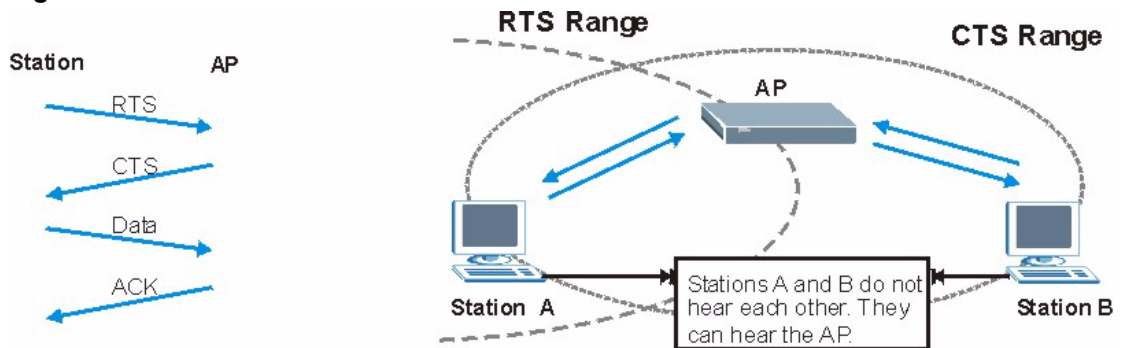 RTS Range
CTS Range
Station
AP
AP
RTS
CTS
Data
ACK
Station A
Stations A and B do not
hear each other. They
can hear the AP.
Station B